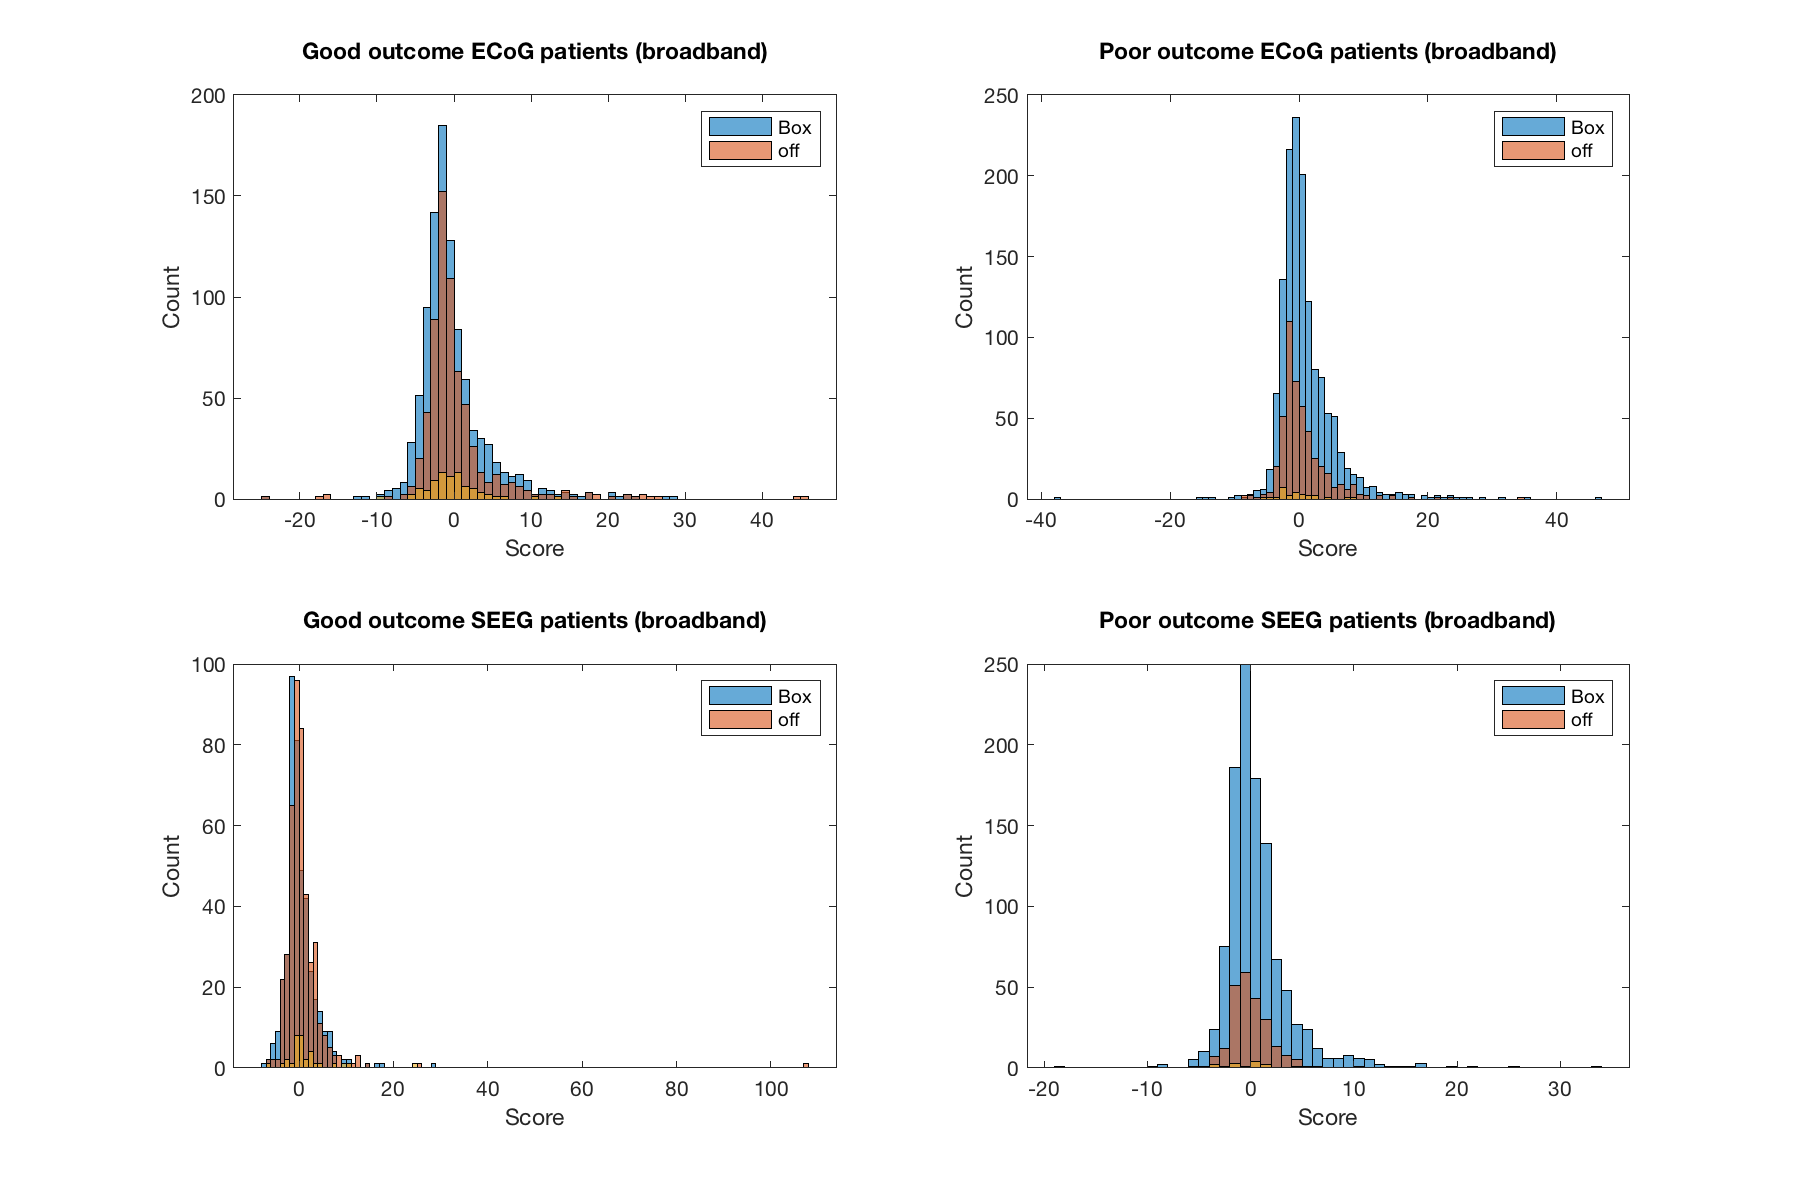 Good outcome ECoG patients (broadband)
200
150
100
50
0
Count
-20 -10 0 10 20 30 40
Score
Box
off
Poor outcome ECoG patients (broadband)
250
200
150
100
50
0
Count
-40 -20 0 20 40
Score
Box
off
Good outcome SEEG patients (broadband)
100
80
60
40
20
0
Count
0 20 40 60 80 100
Score
Box
off
Poor outcome SEEG patients (broadband)
250
200
150
100
50
0
Count
-20 -10 0 10 20 30
Score
Box
off